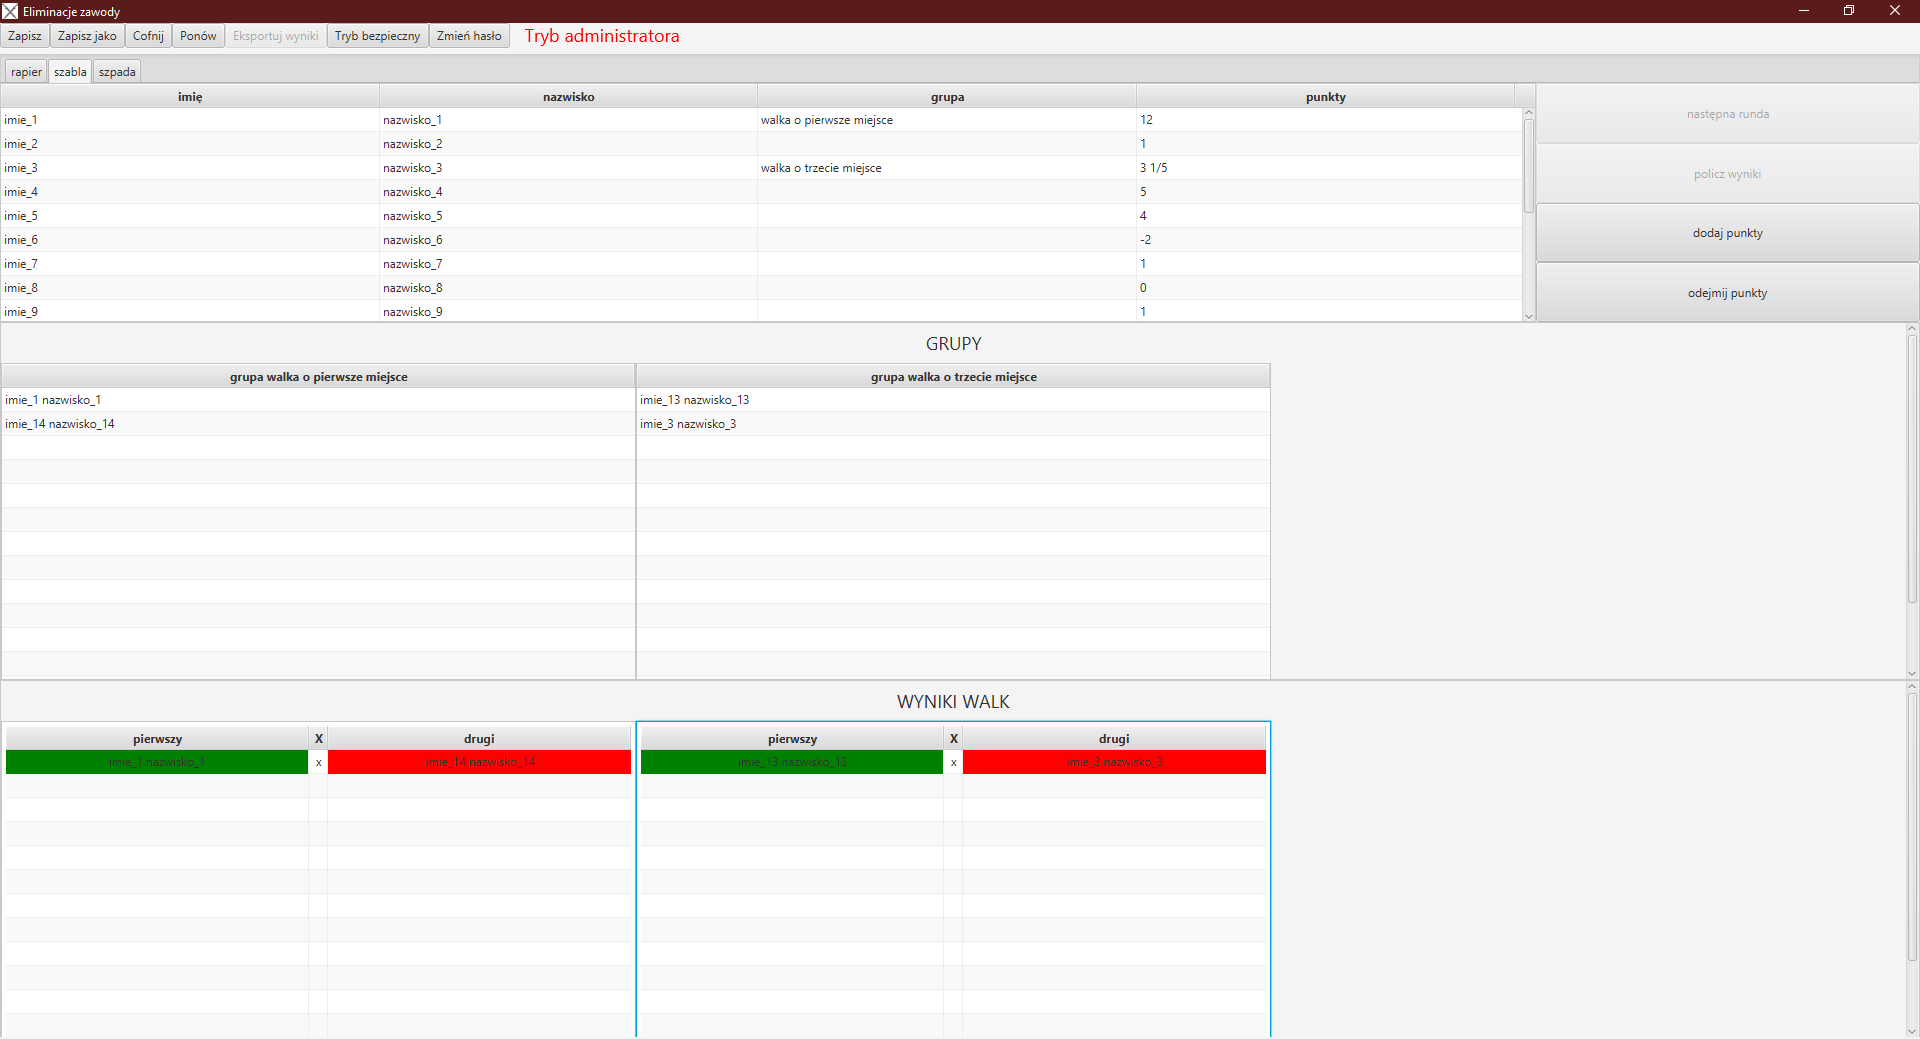 Eliminacje zawody
Zapisz Zapisz jako Cofnij Ponów Eksportuj wyniki Tryb bezpieczny Zmień hasło Tryb administratora
rapier szabla szpada
imię nazwisko grupa punkty
imie_1 nazwisko_1 walka o pierwsze miejsce 12
imie_2 nazwisko_2 1
imie_3 nazwisko_3 walka o trzecie miejsce 3 1/5
imie_4 nazwisko_4 5
imie_5 nazwisko_5 4
imie_6 nazwisko_6 -2
imie_7 nazwisko_7 1
imie_8 nazwisko_8 0
imie_9 nazwisko_9 1
następna runda
policz wyniki
dodaj punkty
odejmij punkty
GRUPY
grupa walka o pierwsze miejsce grupa walka o trzecie miejsce
imie_1 nazwisko_1 imie_13 nazwisko_13
imie_14 nazwisko_14 imie_3 nazwisko_3
WYNIKI WALK
pierwszy X drugi pierwszy X drugi
imie_1 nazwisko_1 x imie_14 nazwisko_14 imie_13 nazwisko_13 x imie_3 nazwisko_3